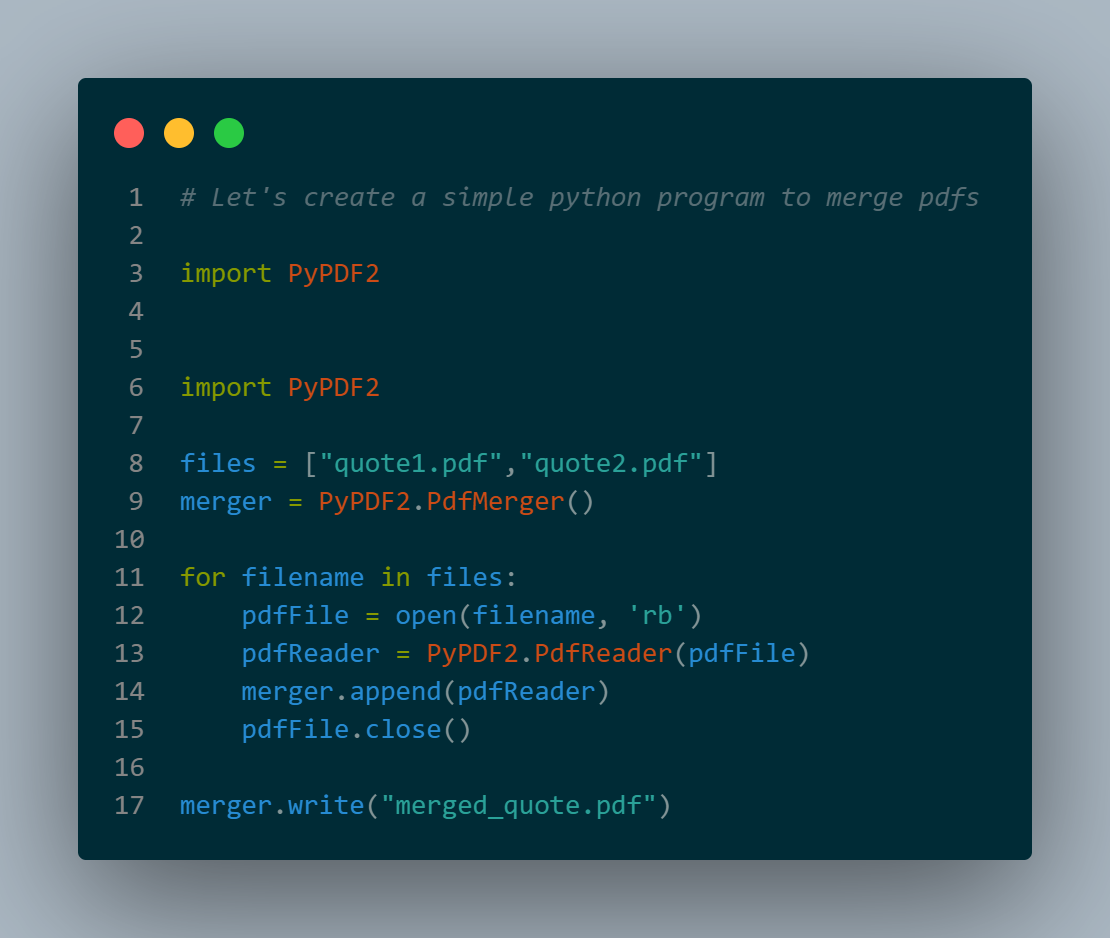 1 # Let's create a simple python program to merge pdfs
2
3 import PyPDF2
4
5
6 import PyPDF2
7
8 files = ["quote1.pdf","quote2.pdf"]
9 merger = PyPDF2.PdfMerger()
10
11 for filename in files:
12     pdfFile = open(filename, 'rb')
13     pdfReader = PyPDF2.PdfReader(pdfFile)
14     merger.append(pdfReader)
15     pdfFile.close()
16
17 merger.write("merged_quote.pdf")